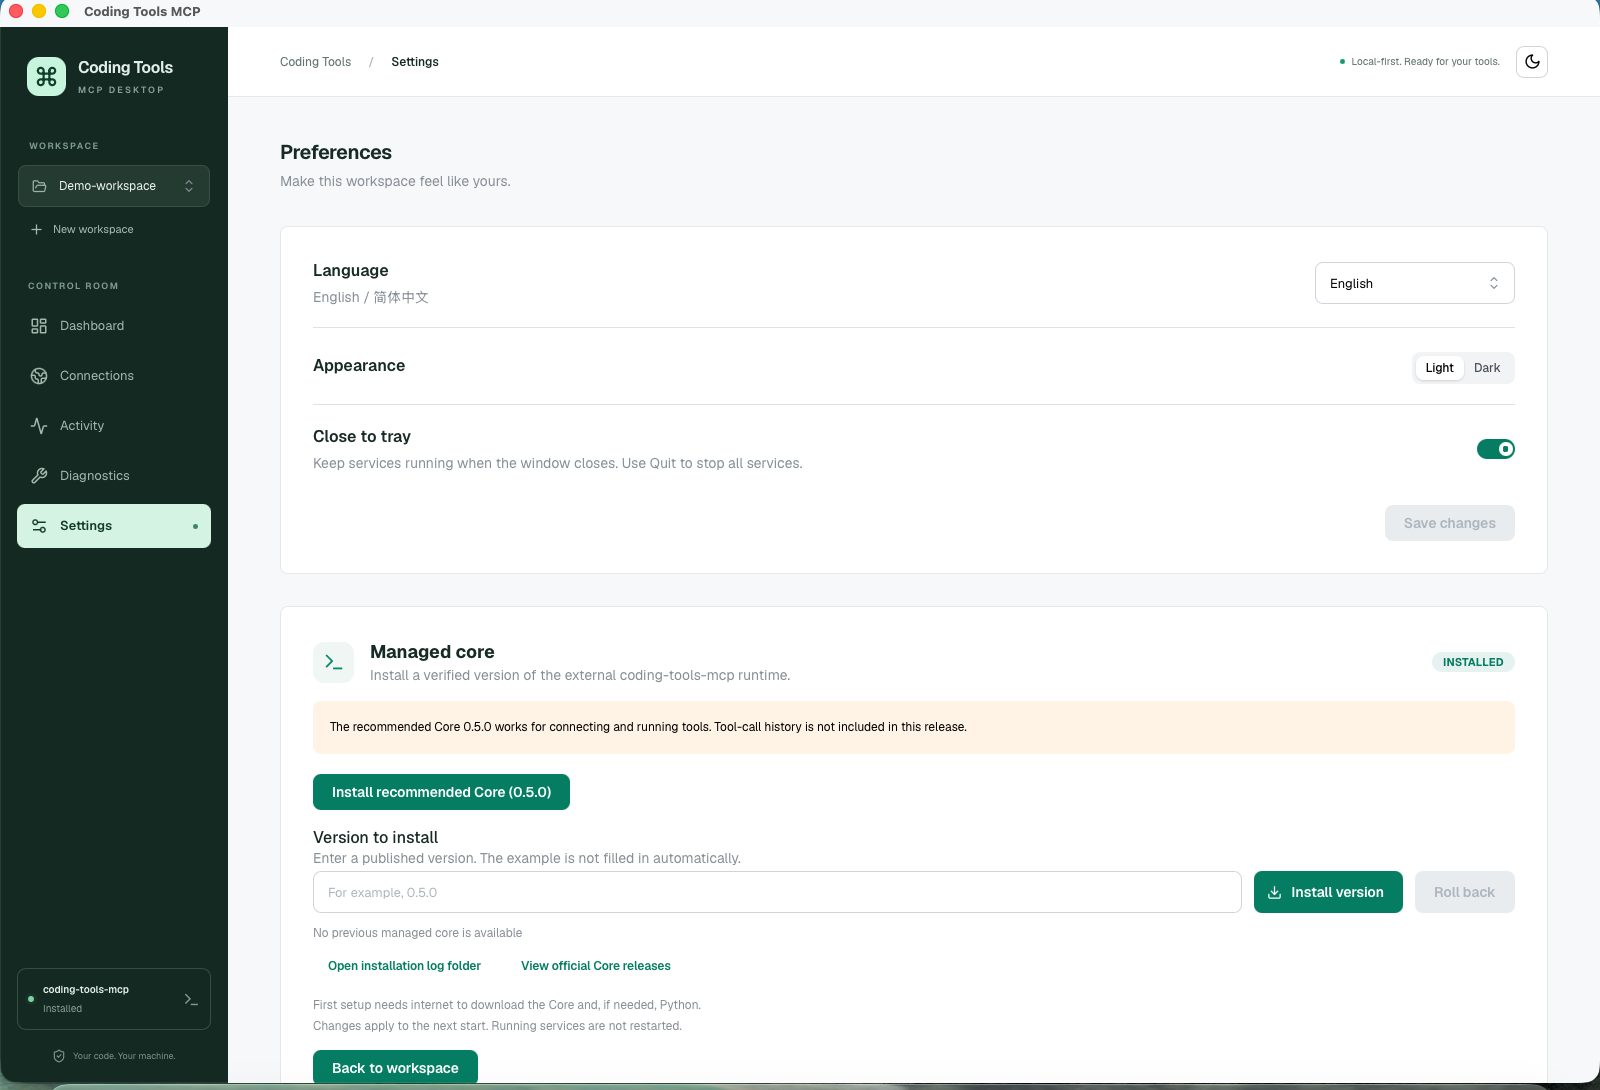 Coding Tools MCP
Coding Tools
MCP DESKTOP
WORKSPACE
Demo-workspace
New workspace
CONTROL ROOM
Dashboard
Connections
Activity
Diagnostics
Settings
coding-tools-mcp
Installed
Your code. Your machine.
Coding Tools / Settings
Local-first. Ready for your tools.
Preferences
Make this workspace feel like yours.
Language
English / 简体中文
English
Appearance
Light Dark
Close to tray
Keep services running when the window closes. Use Quit to stop all services.
Save changes
Managed core
Install a verified version of the external coding-tools-mcp runtime.
INSTALLED
The recommended Core 0.5.0 works for connecting and running tools. Tool-call history is not included in this release.
Install recommended Core (0.5.0)
Version to install
Enter a published version. The example is not filled in automatically.
For example, 0.5.0
Install version
Roll back
No previous managed core is available
Open installation log folder View official Core releases
First setup needs internet to download the Core and, if needed, Python.
Changes apply to the next start. Running services are not restarted.
Back to workspace